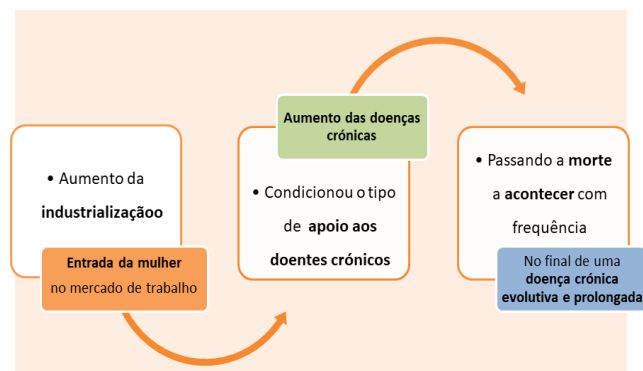 • Aumento da
industrializaçãoo
Entrada da mulher
no mercado de trabalho
Aumento das doenças
crónicas
• Condicionou o tipo
de apoio aos
doentes crónicos
• Passando a morte
a acontecer com
frequência
No final de uma
doença crónica
evolutiva e prolongada